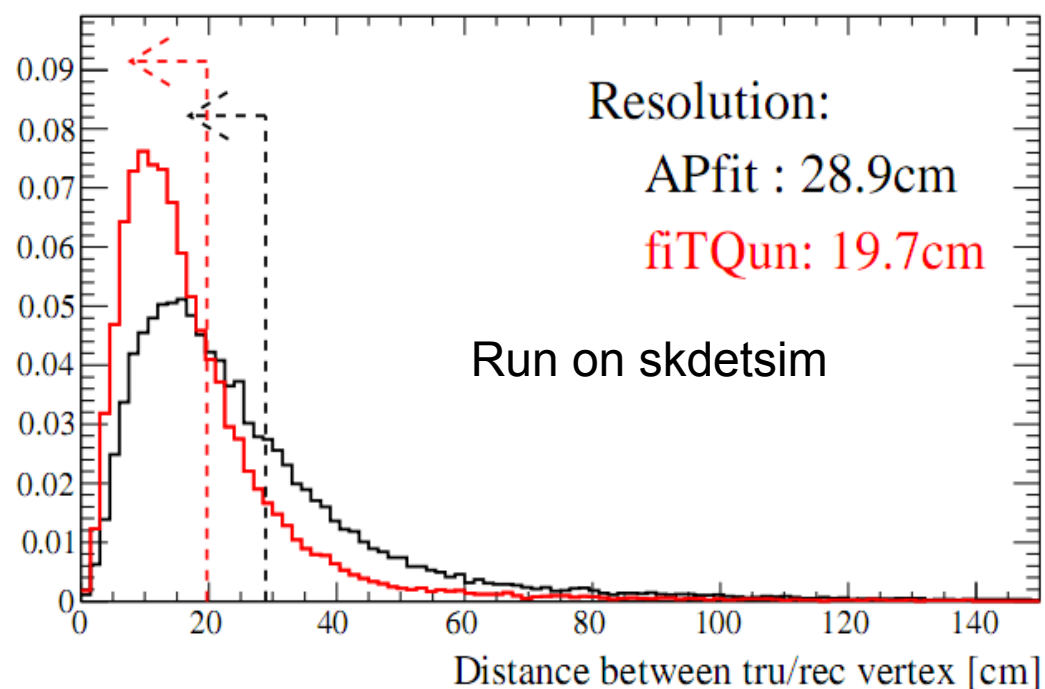 Resolution:
APfit : 28.9cm
fiTQun: 19.7cm
Run on skdetsim
0.09
0.08
0.07
0.06
0.05
0.04
0.03
0.02
0.01
0
0 20 40 60 80 100 120 140
Distance between tru/rec vertex [cm]